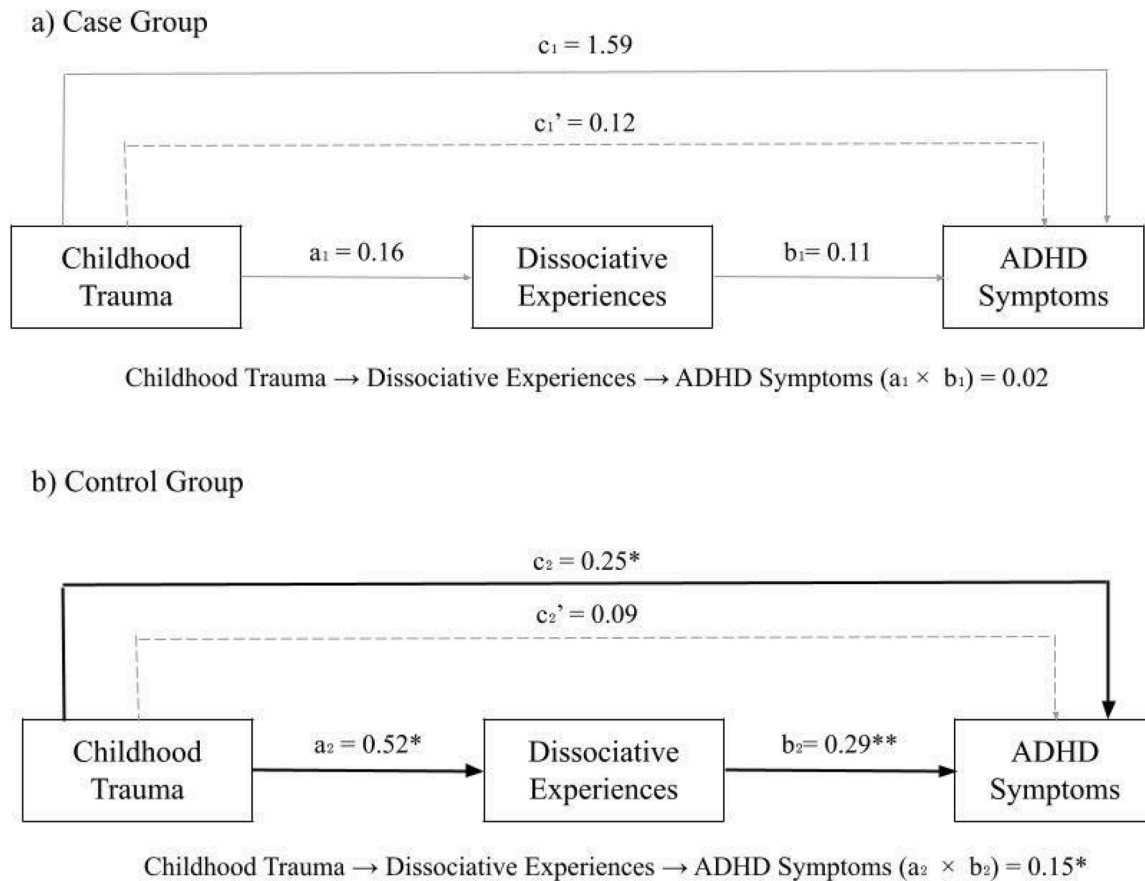 a) Case Group
c₁ = 1.59
c₁’ = 0.12
Childhood
Trauma
a₁ = 0.16
Dissociative
Experiences
b₁= 0.11
ADHD
Symptoms
Childhood Trauma → Dissociative Experiences → ADHD Symptoms (a₁ × b₁) = 0.02
b) Control Group
c₂ = 0.25*
c₂’ = 0.09
Childhood
Trauma
a₂ = 0.52*
Dissociative
Experiences
b₂= 0.29**
ADHD
Symptoms
Childhood Trauma → Dissociative Experiences → ADHD Symptoms (a₂ × b₂) = 0.15*